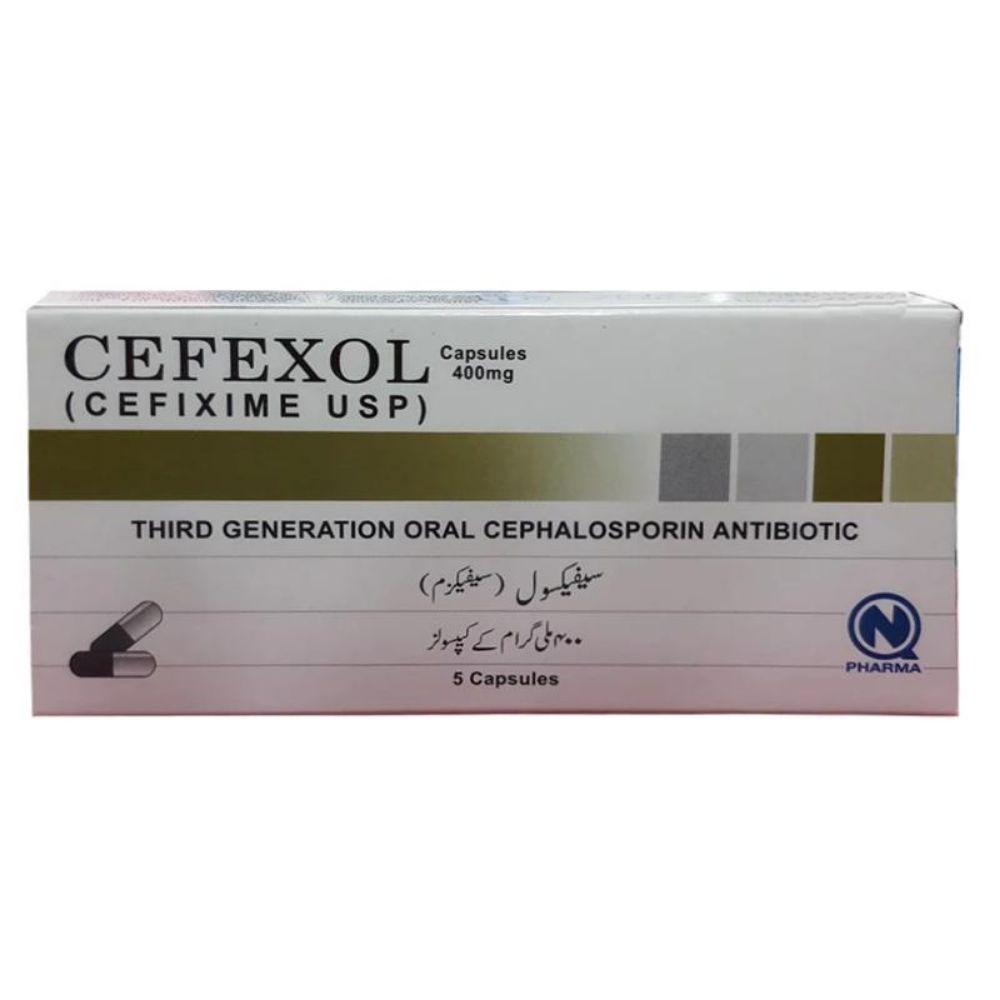 CEFEXOL Capsules 400mg
(CEFIXIME USP)
THIRD GENERATION ORAL CEPHALOSPORIN ANTIBIOTIC
سیفیکسول (سیفیکزم)
۴۰۰ ملی گرام کے کیپسولز
5 Capsules
NQ
PHARMA